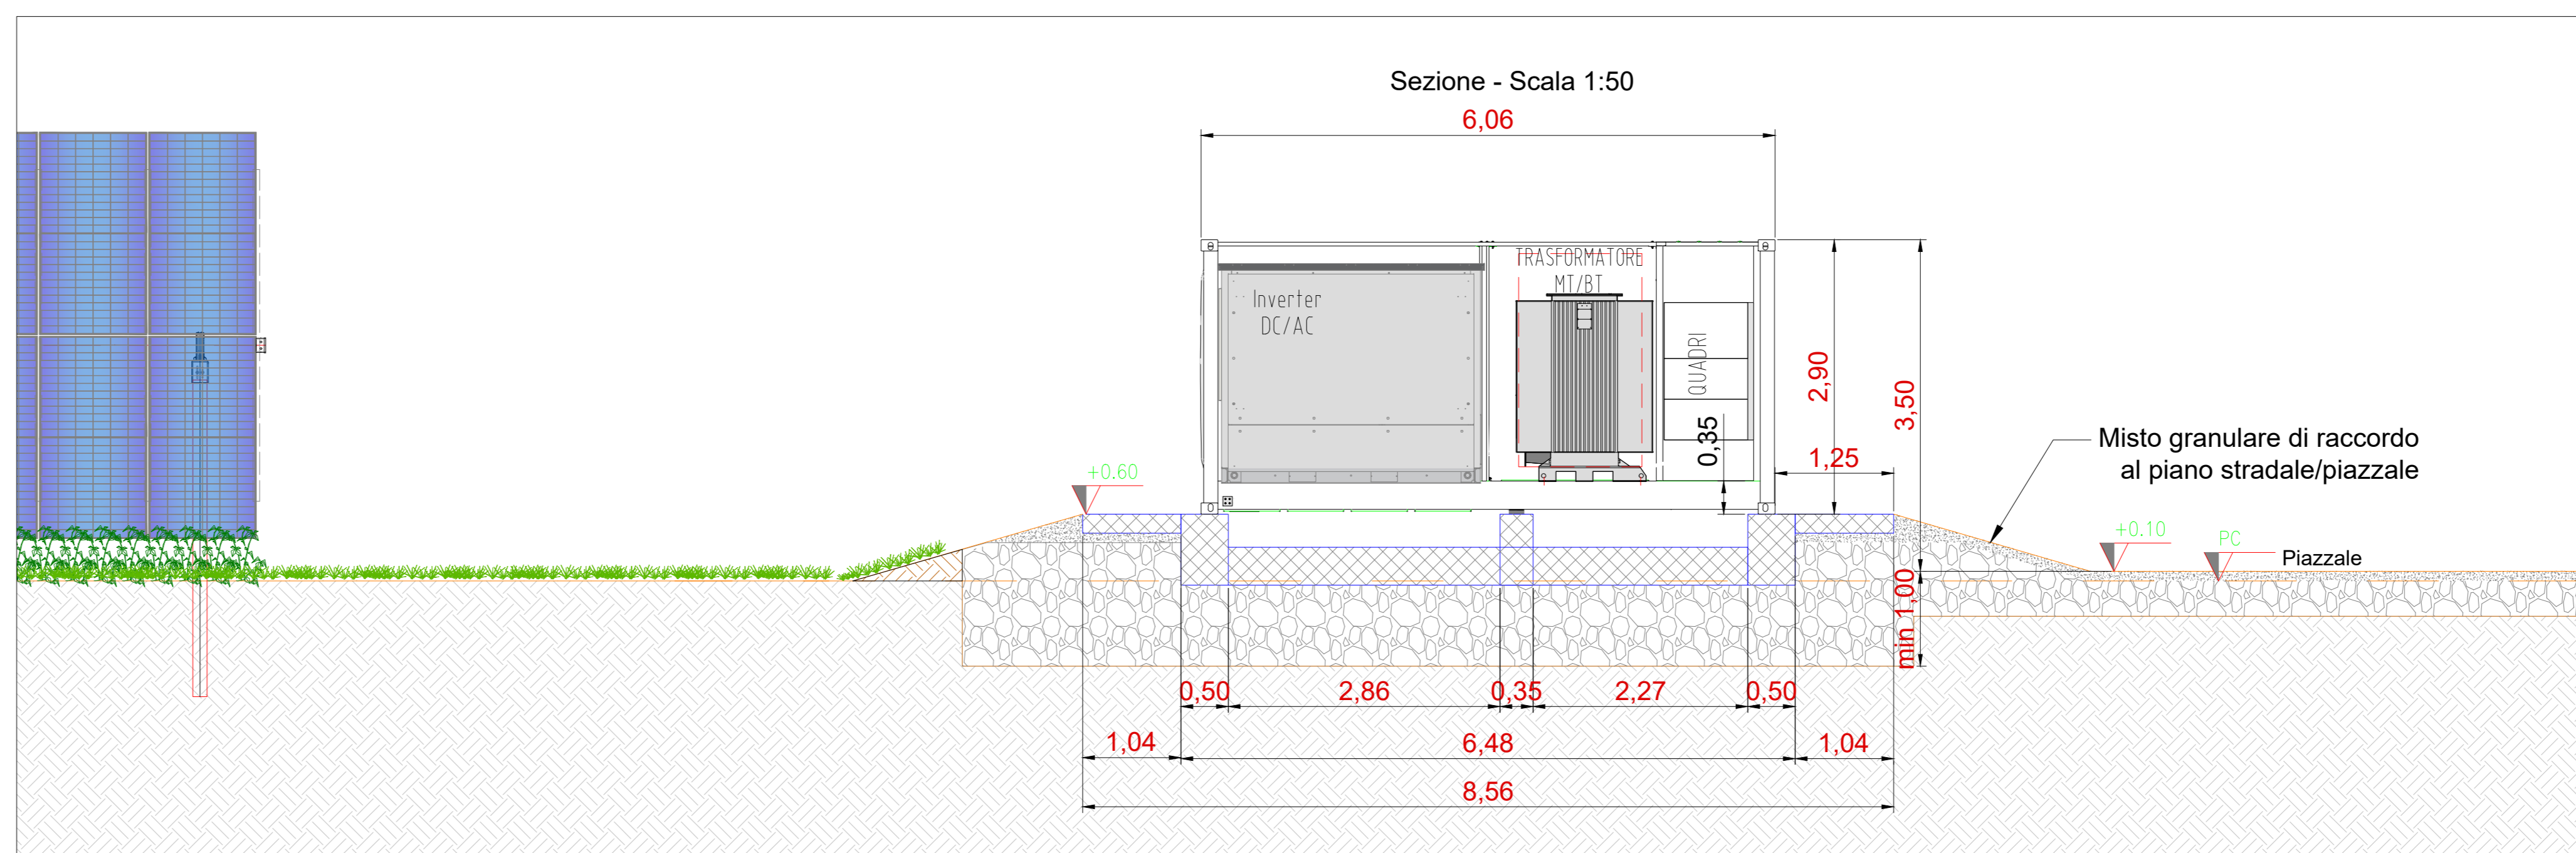 Sezione - Scala 1:50
6,06
TRASFORMATORE
MT/BT
Inverter
DC/AC
QUADRI
0,35
2,90
3,50
1,25
Misto granulare di raccordo
al piano stradale/piazzale
+0.60
+0.10
PC
Piazzale
min 1,00
0,50
2,86
0,35
2,27
0,50
1,04
6,48
1,04
8,56